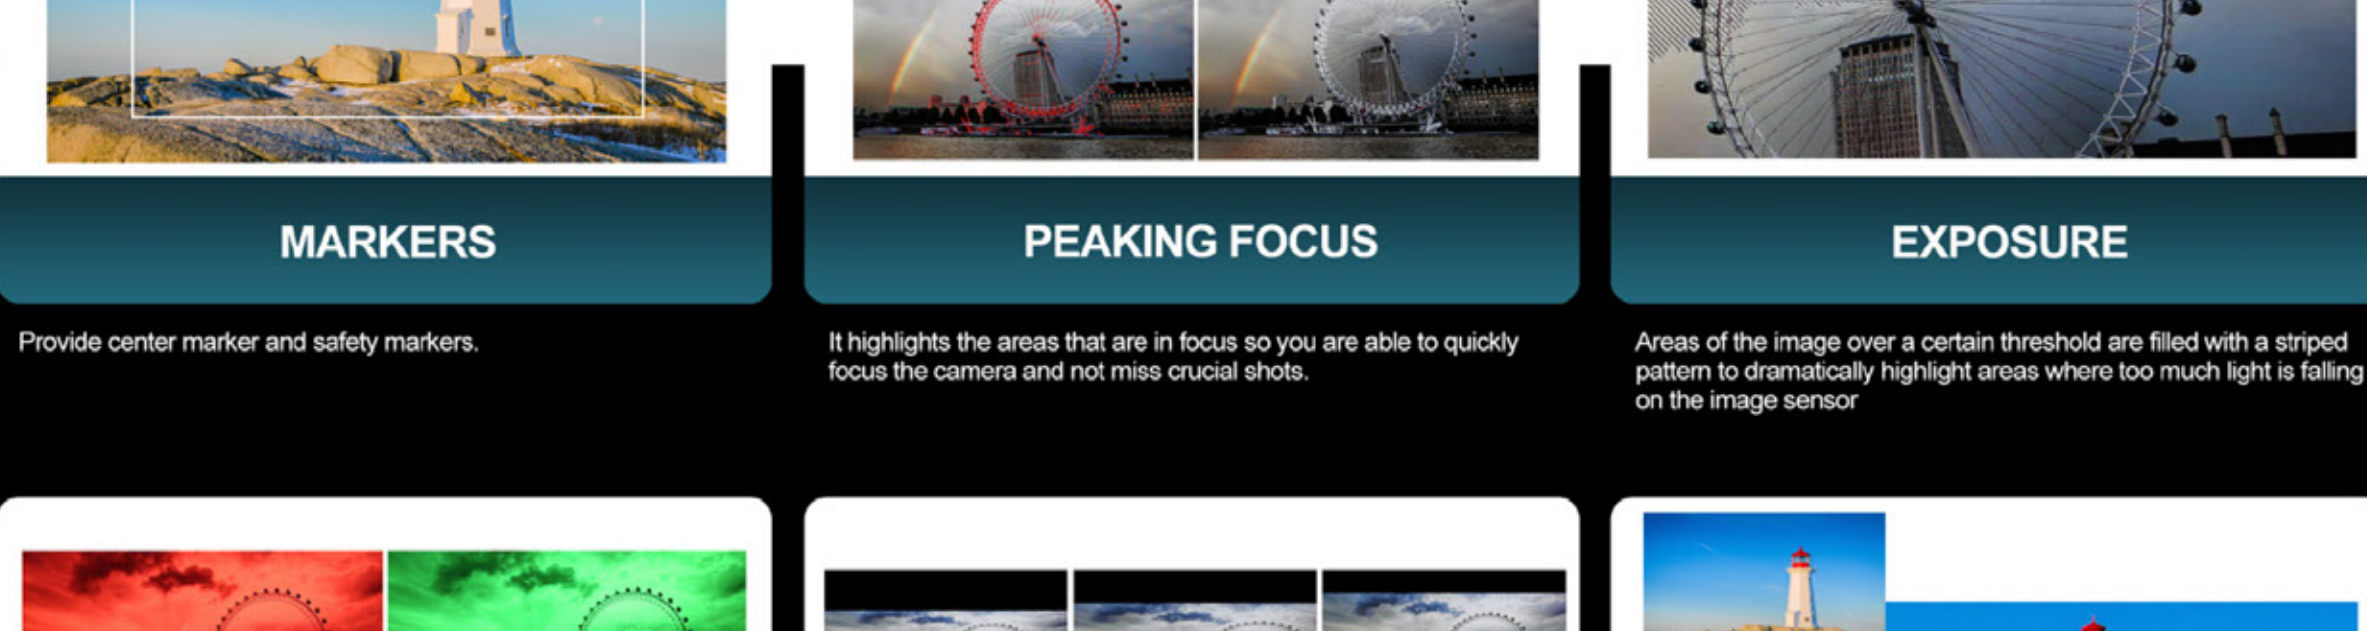 MARKERS
PEAKING FOCUS
EXPOSURE
Provide center marker and safety markers.
It highlights the areas that are in focus so you are able to quickly
focus the camera and not miss crucial shots.
Areas of the image over a certain threshold are filled with a striped
pattern to dramatically highlight areas where too much light is falling
on the image sensor